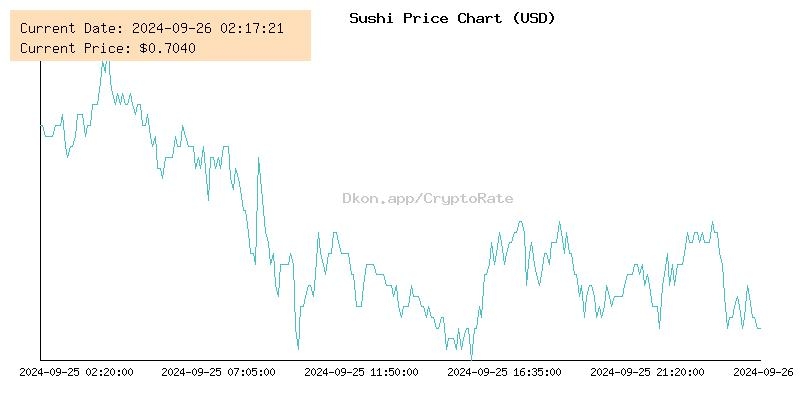 Sushi Price Chart (USD)
Current Date: 2024-09-26 02:17:21
Current Price: $0.7040
Dkon.app/CryptoRate
2024-09-25 02:20:00
2024-09-25 07:05:00
2024-09-25 11:50:00
2024-09-25 16:35:00
2024-09-25 21:20:00
2024-09-26